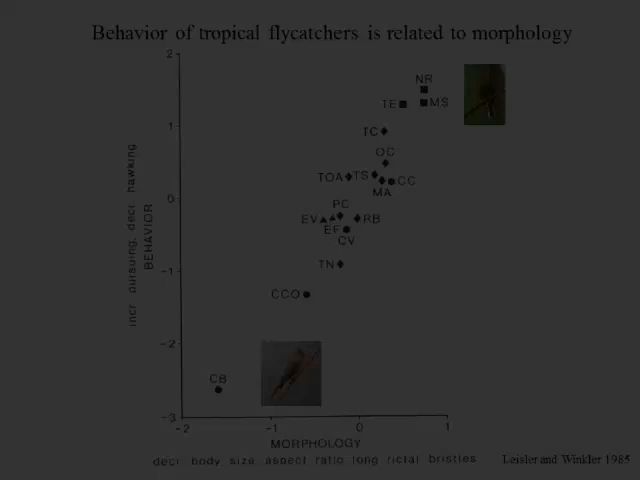 Behavior of tropical flycatchers is related to morphology
2
NR
TE MS
TC
1
OC
TOA TS CC
MA
0
PC
EV RB
EF
CV
TN
-1
CCO
-2
CB
-3
-2 -1 0 1
incr pursuing, decr hawking
BEHAVIOR
MORPHOLOGY
decr body size aspect ratio long rictal bristles
Leisler and Winkler 1985